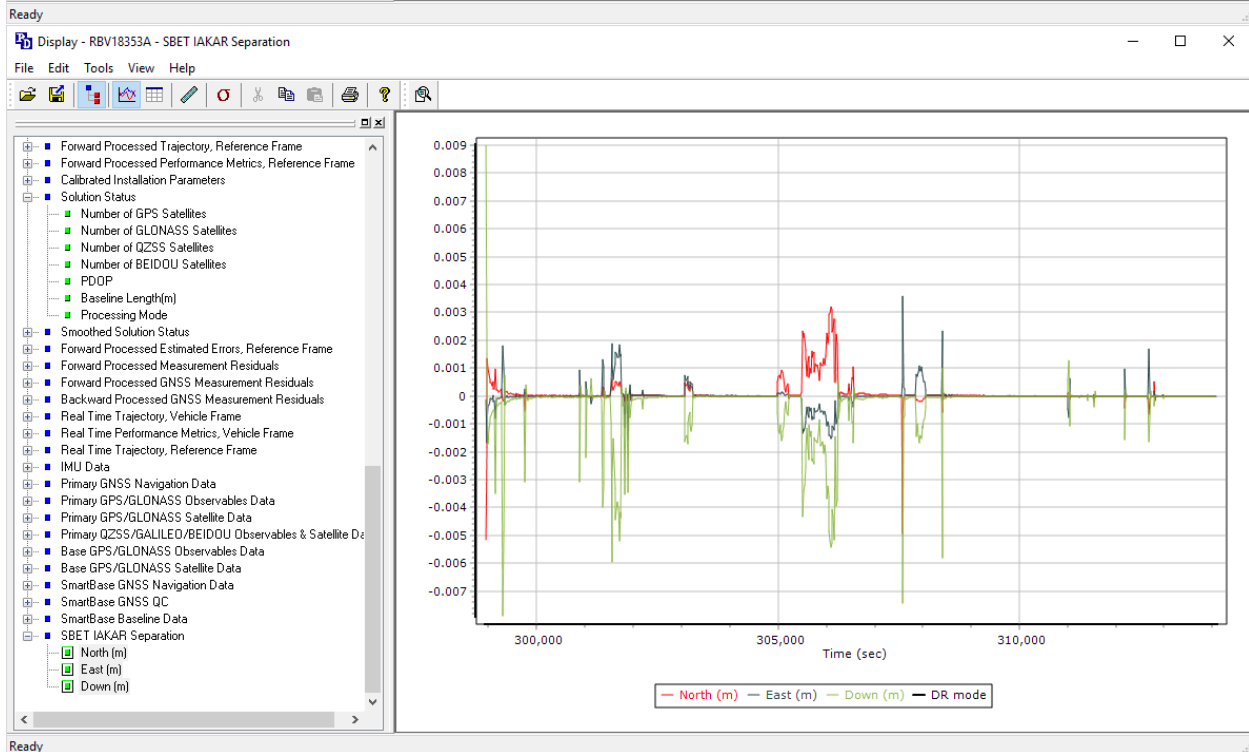 Ready
Display - RBV18353A - SBET IAKAR Separation
File Edit Tools View Help
Forward Processed Trajectory, Reference Frame
Forward Processed Performance Metrics, Reference Frame
Calibrated Installation Parameters
Solution Status
Number of GPS Satellites
Number of GLONASS Satellites
Number of QZSS Satellites
Number of BEIDOU Satellites
PDOP
Baseline Length(m)
Processing Mode
Smoothed Solution Status
Forward Processed Estimated Errors, Reference Frame
Forward Processed Measurement Residuals
Forward Processed GNSS Measurement Residuals
Backward Processed GNSS Measurement Residuals
Real Time Trajectory, Vehicle Frame
Real Time Performance Metrics, Vehicle Frame
Real Time Trajectory, Reference Frame
IMU Data
Primary GNSS Navigation Data
Primary GPS/GLONASS Observables Data
Primary GPS/GLONASS Satellite Data
Primary QZSS/GALILEO/BEIDOU Observables & Satellite Da
Base GPS/GLONASS Observables Data
Base GPS/GLONASS Satellite Data
SmartBase GNSS Navigation Data
SmartBase GNSS QC
SmartBase Baseline Data
SBET IAKAR Separation
North (m)
East (m)
Down (m)
0.009
0.008
0.007
0.006
0.005
0.004
0.003
0.002
0.001
0
-0.001
-0.002
-0.003
-0.004
-0.005
-0.006
-0.007
300,000 305,000 310,000
Time (sec)
North (m) East (m) Down (m) DR mode
Ready